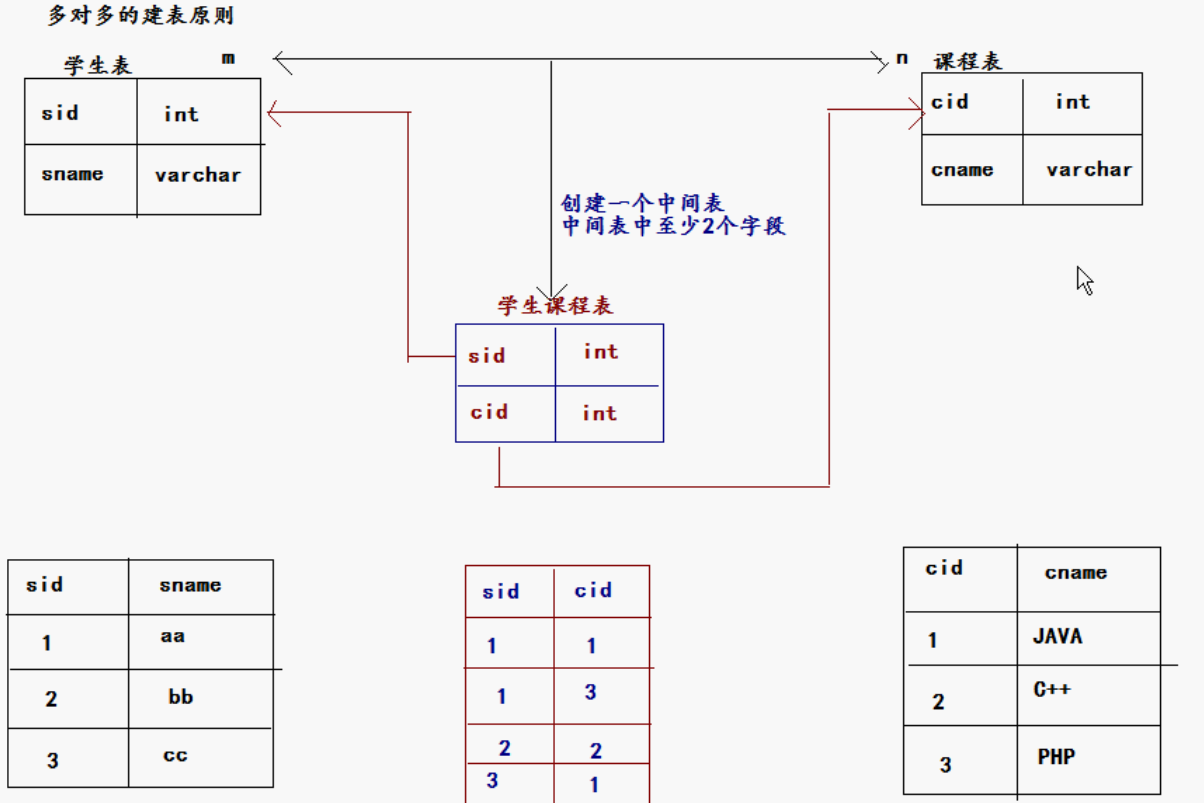 多对多的建表原则
学生表 m n 课程表
sid int
sname varchar
cid int
cname varchar
创建一个中间表
中间表中至少2个字段
学生课程表
sid int
cid int
sid sname
1 aa
2 bb
3 cc
sid cid
1 1
1 3
2 2
3 1
cid cname
1 JAVA
2 C++
3 PHP